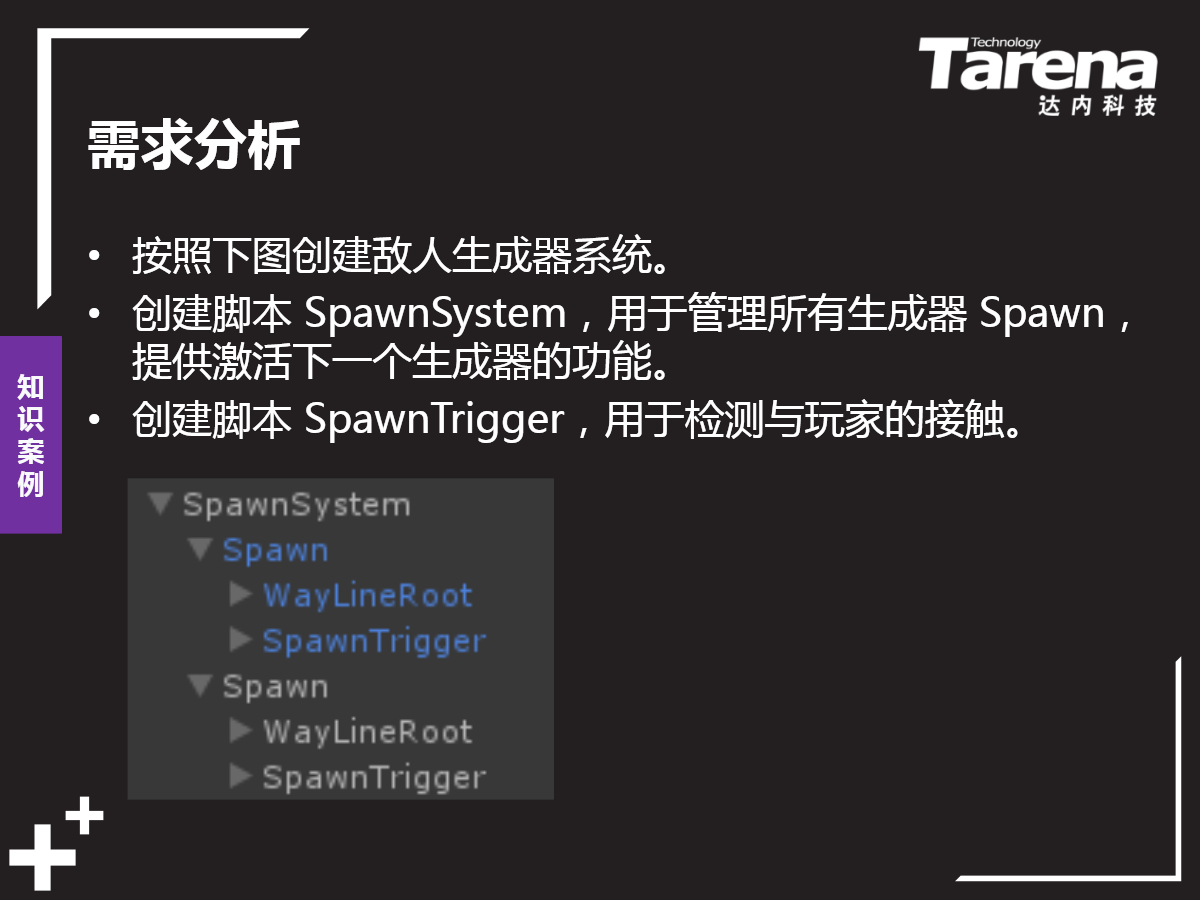 Technology
Tarena
达内科技
需求分析
• 按照下图创建敌人生成器系统。
• 创建脚本 SpawnSystem，用于管理所有生成器 Spawn，
提供激活下一个生成器的功能。
• 创建脚本 SpawnTrigger，用于检测与玩家的接触。
知识案例
SpawnSystem
Spawn
WayLineRoot
SpawnTrigger
Spawn
WayLineRoot
SpawnTrigger